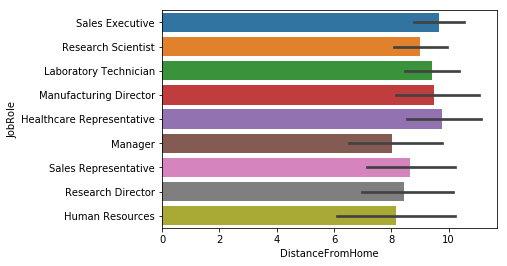 JobRole
Sales Executive
Research Scientist
Laboratory Technician
Manufacturing Director
Healthcare Representative
Manager
Sales Representative
Research Director
Human Resources
0 2 4 6 8 10
DistanceFromHome